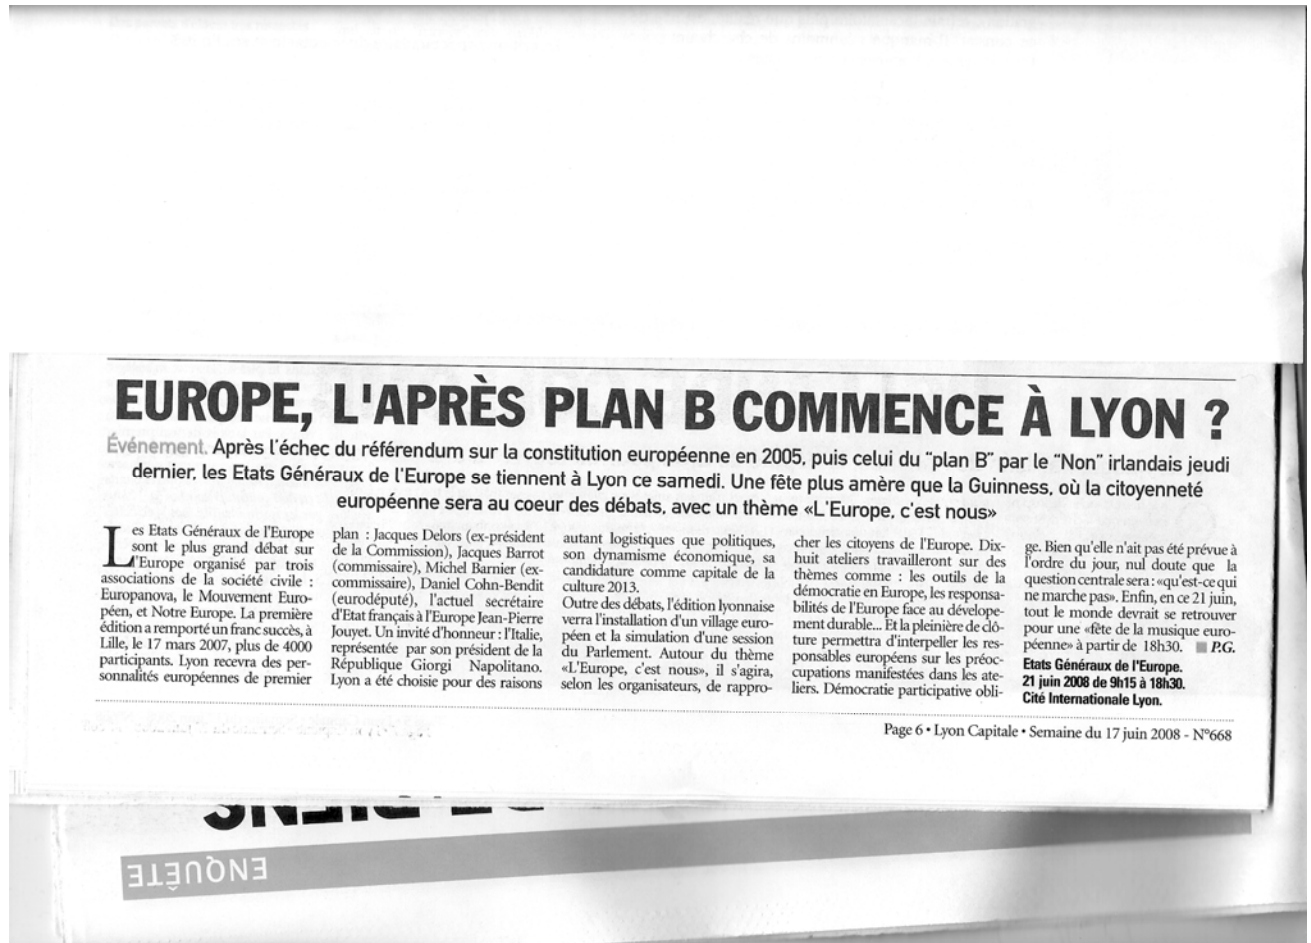 EUROPE, L'APRÈS PLAN B COMMENCE À LYON ?
Événement. Après l'échec du référendum sur la constitution européenne en 2005, puis celui du "plan B" par le "Non" irlandais jeudi
dernier, les Etats Généraux de l'Europe se tiennent à Lyon ce samedi. Une fête plus amère que la Guinness, où la citoyenneté
européenne sera au coeur des débats, avec un thème «L'Europe, c'est nous»
Les Etats Généraux de l'Europe
sont le plus grand débat sur
l'Europe organisé par trois
associations de la société civile :
Europanova, le Mouvement Euro-
péen, et Notre Europe. La première
édition a remporté un franc succès, à
Lille, le 17 mars 2007, plus de 4000
participants. Lyon recevra des per-
sonnalités européennes de premier
plan : Jacques Delors (ex-président
de la Commission), Jacques Barrot
(commissaire), Michel Barnier (ex-
commissaire), Daniel Cohn-Bendit
(eurodéputé), l'actuel secrétaire
d'Etat français à l'Europe Jean-Pierre
Jouyet. Un invité d'honneur : l'Italie,
représentée par son président de la
République Giorgi Napolitano.
Lyon a été choisie pour des raisons
autant logistiques que politiques,
son dynamisme économique, sa
candidature comme capitale de la
culture 2013.
Outre des débats, l'édition lyonnaise
verra l'installation d'un village euro-
péen et la simulation d'une session
du Parlement. Autour du thème
«L'Europe, c'est nous», il s'agira,
selon les organisateurs, de rappro-
cher les citoyens de l'Europe. Dix-
huit ateliers travailleront sur des
thèmes comme : les outils de la
démocratie en Europe, les responsa-
bilités de l'Europe face au dévelope-
ment durable... Et la pleinière de clô-
ture permettra d'interpeller les res-
ponsables européens sur les préoc-
cupations manifestées dans les ate-
liers. Démocratie participative obli-
ge. Bien qu'elle n'ait pas été prévue à
l'ordre du jour, nul doute que la
question centrale sera : «qu'est-ce qui
ne marche pas». Enfin, en ce 21 juin,
tout le monde devrait se retrouver
pour une «fête de la musique euro-
péenne» à partir de 18h30. P.G.
Etats Généraux de l'Europe.
21 juin 2008 de 9h15 à 18h30.
Cité Internationale Lyon.
Page 6 • Lyon Capitale • Semaine du 17 juin 2008 - N°668
ENQUÊTE